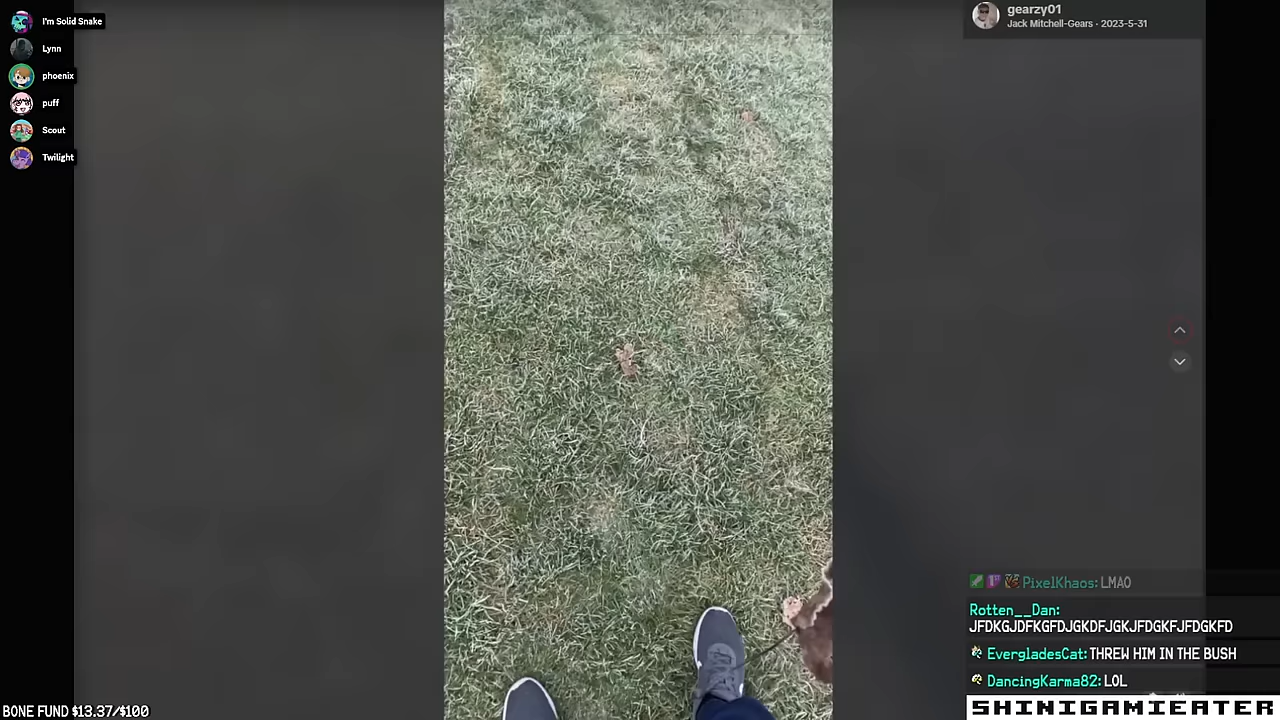 I'm Solid Snake
Lynn
phoenix
puff
Scout
Twilight
gearzy01
Jack Mitchell-Gears · 2023-5-31
PixelKhaos: LMAO
Rotten__Dan:
JFDKGJDFKGFDJGKDFJGKJFDGKFJFDGKFD
EvergladesCat: THREW HIM IN THE BUSH
DancingKarma82: LOL
SHINIGAMIEATER
BONE FUND $13.37/$100